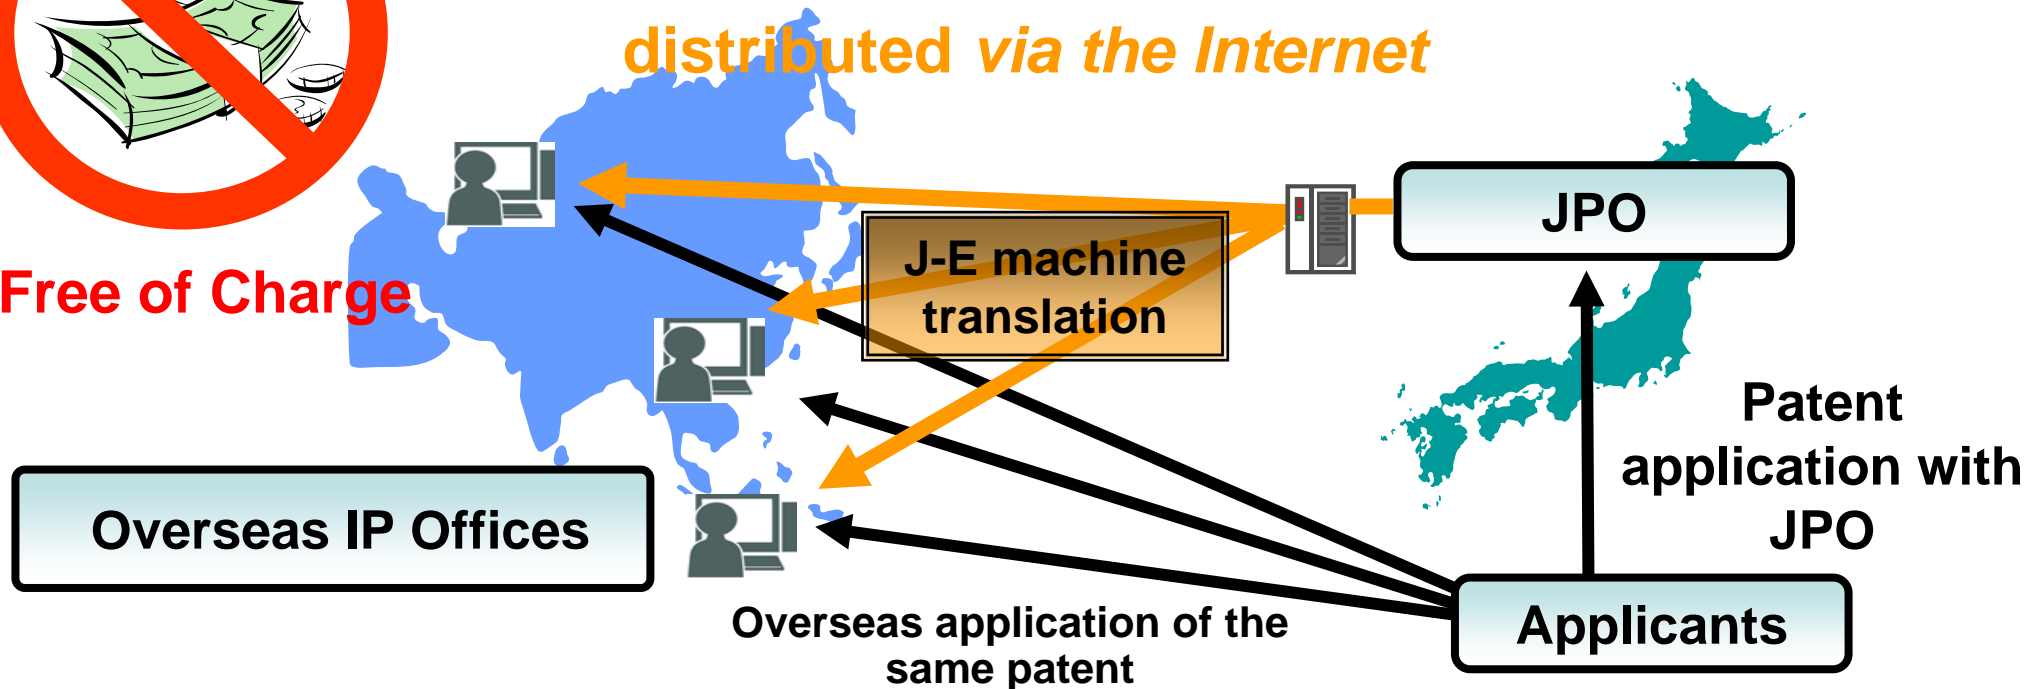 distributed via the Internet
JPO
J-E machine
translation
Free of Charge
Patent
application with
JPO
Overseas IP Offices
Applicants
Overseas application of the
same patent